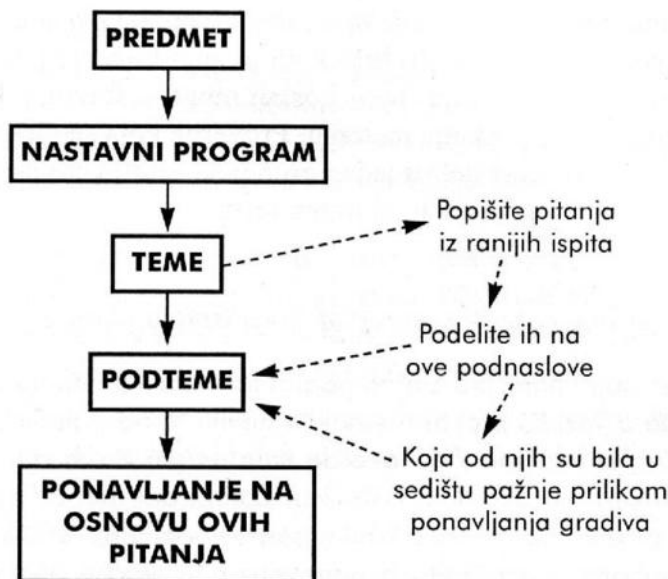 PREDMET
NASTAVNI PROGRAM
TEME
Popišite pitanja
iz ranijih ispita
Podelite ih na
ove podnaslove
PODTEME
Koja od njih su bila u
sedištu pažnje prilikom
ponavljanja gradiva
PONAVLJANJE NA
OSNOVU OVIH
PITANJA